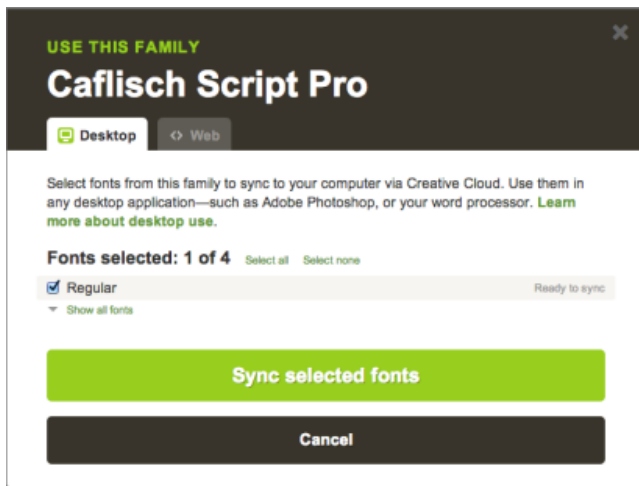 USE THIS FAMILY
Caflisch Script Pro
Desktop
<> Web
Select fonts from this family to sync to your computer via Creative Cloud. Use them in
any desktop application—such as Adobe Photoshop, or your word processor. Learn
more about desktop use.
Fonts selected: 1 of 4 Select all Select none
Regular Ready to sync
Show all fonts
Sync selected fonts
Cancel